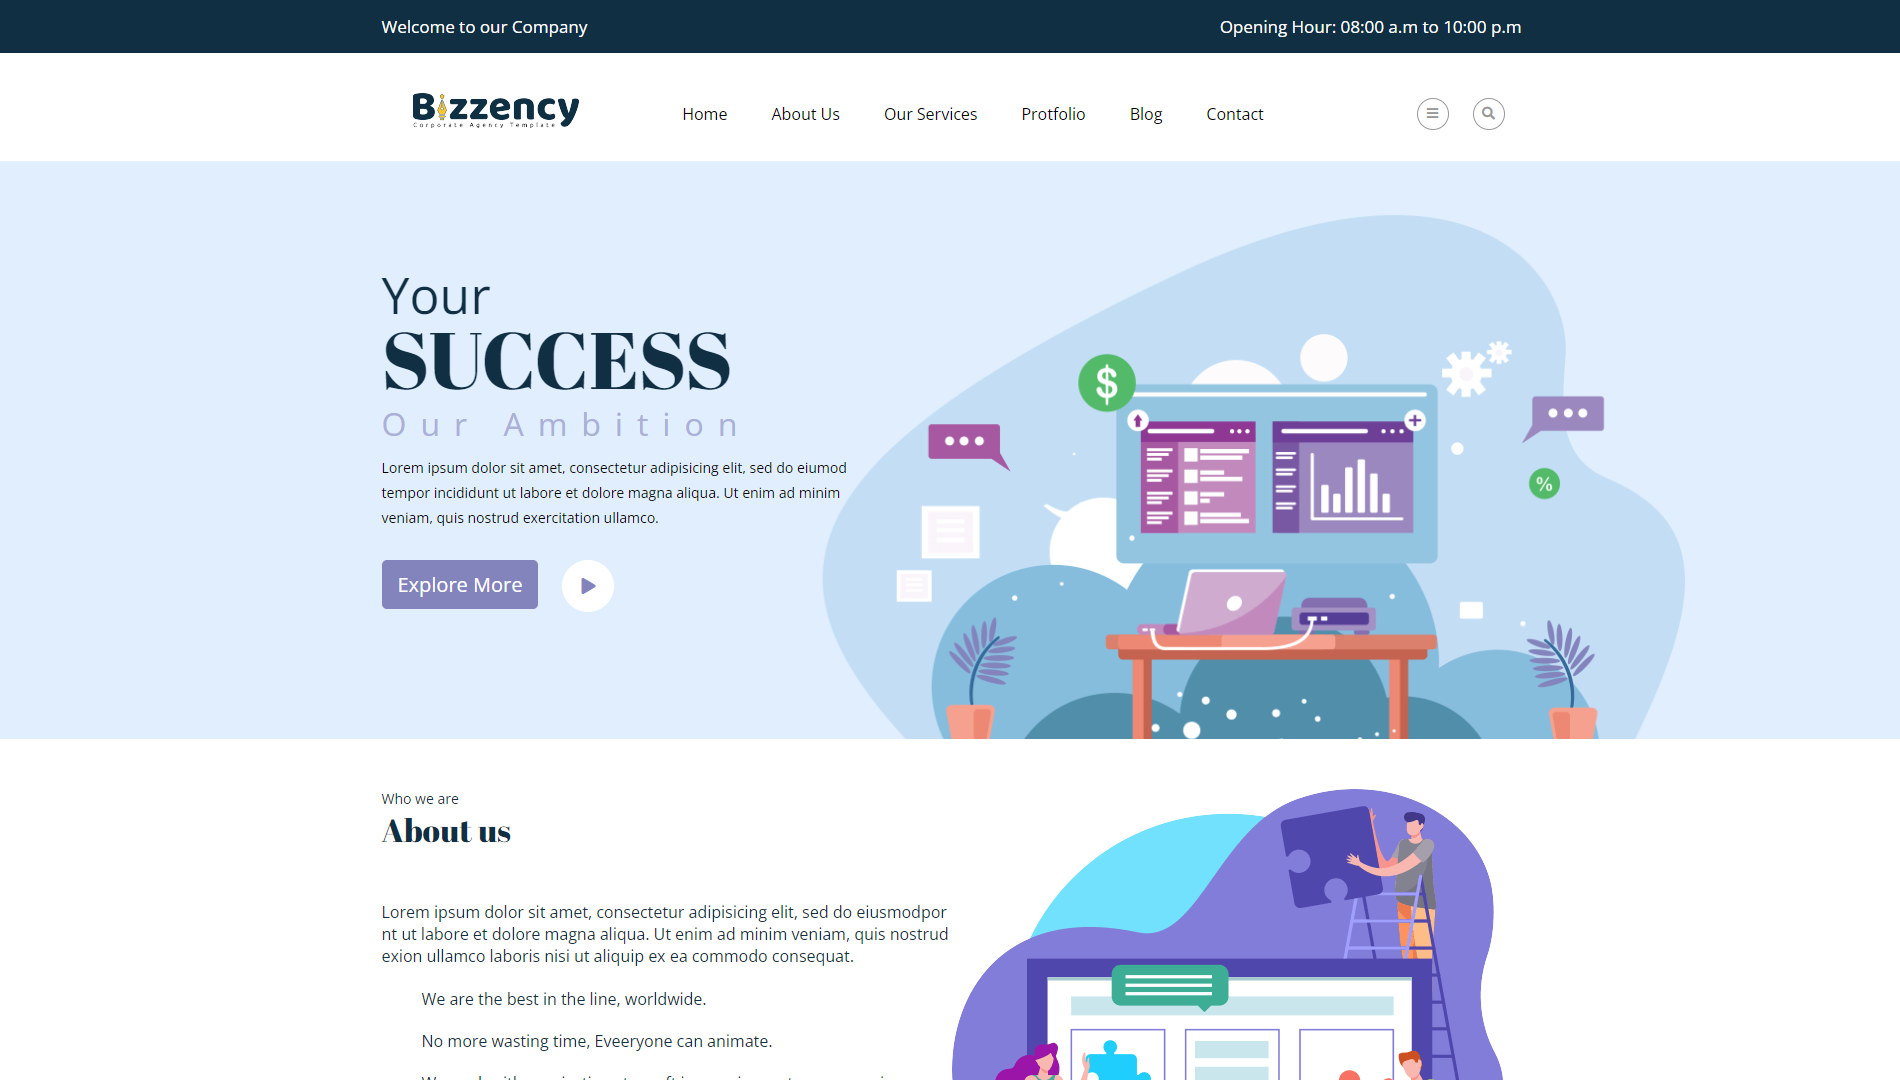 Welcome to our Company
Opening Hour: 08:00 a.m to 10:00 p.m
Bizzency
Corporate Agency Template
Home
About Us
Our Services
Protfolio
Blog
Contact
Your
SUCCESS
Our Ambition
Lorem ipsum dolor sit amet, consectetur adipisicing elit, sed do eiumod
tempor incididunt ut labore et dolore magna aliqua. Ut enim ad minim
veniam, quis nostrud exercitation ullamco.
Explore More
$
%
Who we are
About us
Lorem ipsum dolor sit amet, consectetur adipisicing elit, sed do eiusmodpor
nt ut labore et dolore magna aliqua. Ut enim ad minim veniam, quis nostrud
exion ullamco laboris nisi ut aliquip ex ea commodo consequat.
We are the best in the line, worldwide.
No more wasting time, Eveeryone can animate.